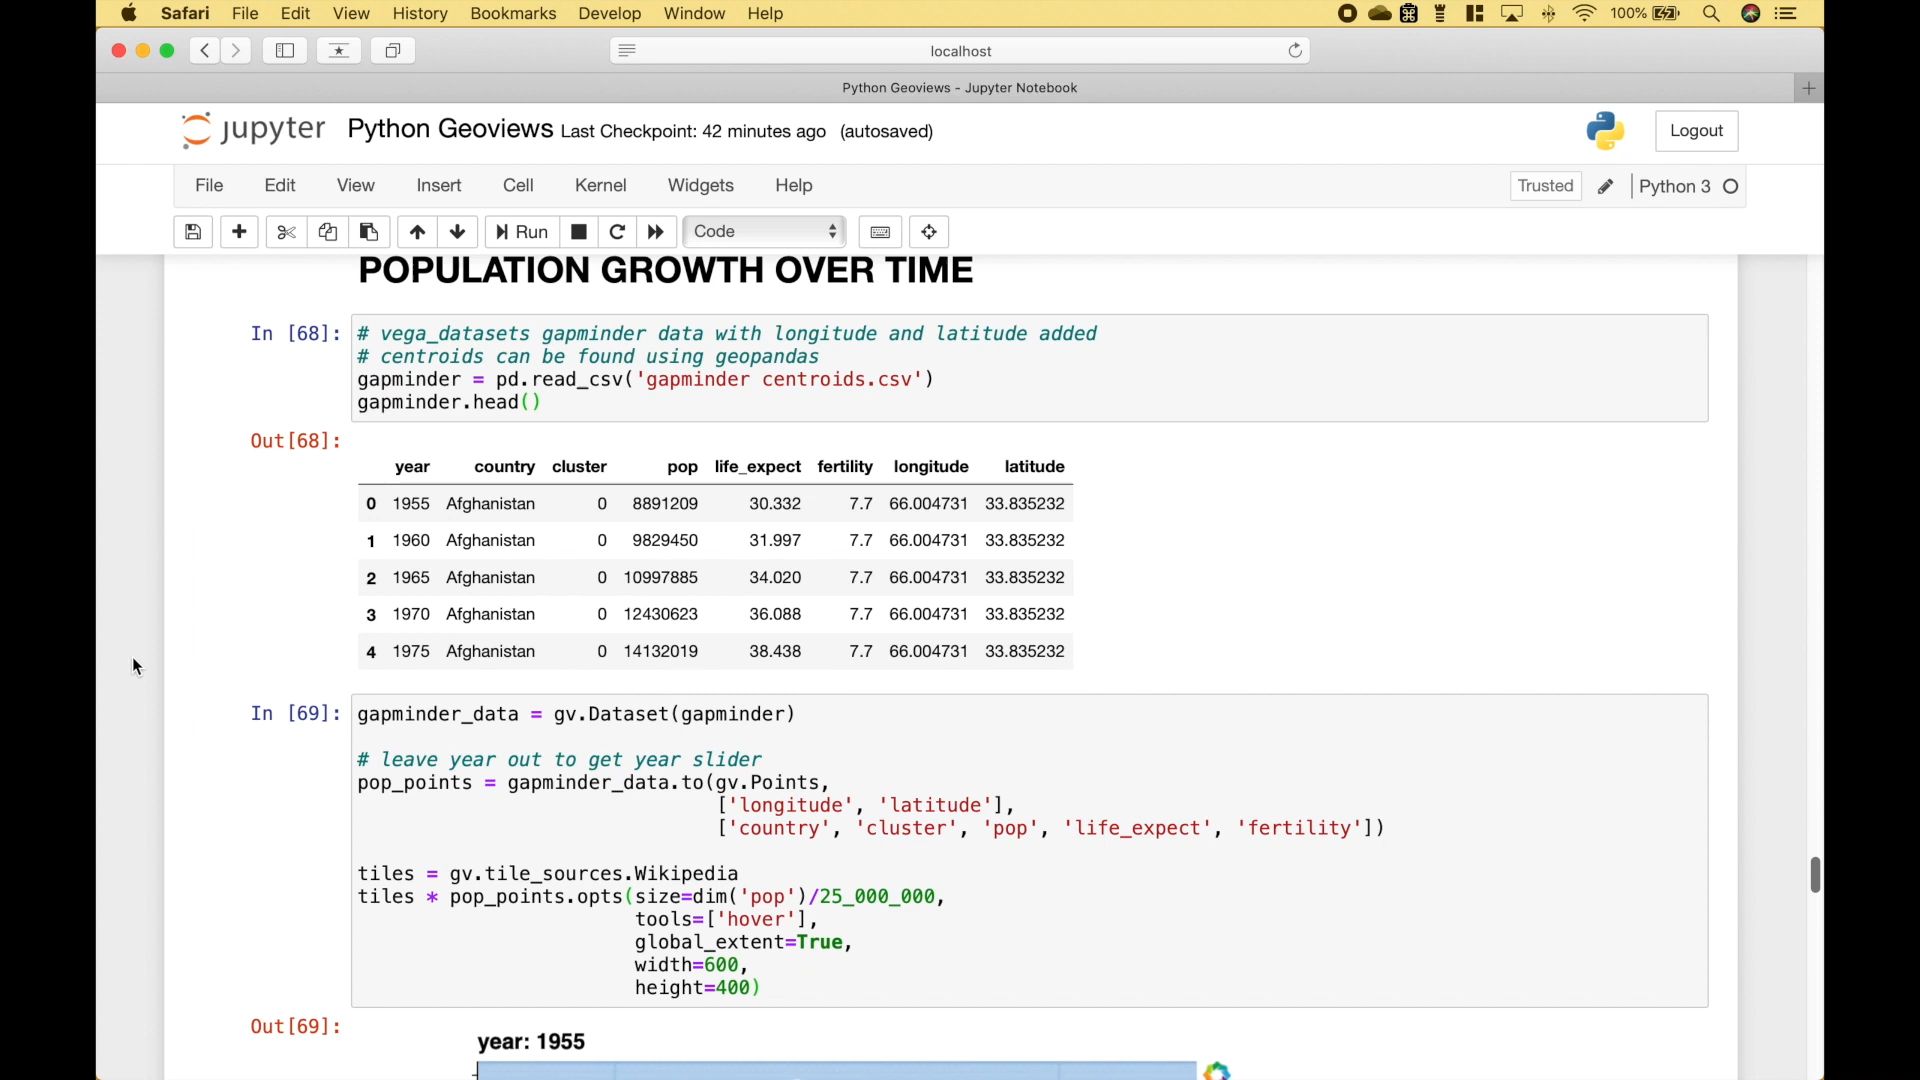 Safari File Edit View History Bookmarks Develop Window Help 100%
localhost
Python Geoviews - Jupyter Notebook
jupyter Python Geoviews Last Checkpoint: 42 minutes ago (autosaved) Logout
File Edit View Insert Cell Kernel Widgets Help Trusted Python 3
Run Code
POPULATION GROWTH OVER TIME
In [68]: # vega_datasets gapminder data with longitude and latitude added
# centroids can be found using geopandas
gapminder = pd.read_csv('gapminder centroids.csv')
gapminder.head()
Out[68]:
year country cluster pop life_expect fertility longitude latitude
0 1955 Afghanistan 0 8891209 30.332 7.7 66.004731 33.835232
1 1960 Afghanistan 0 9829450 31.997 7.7 66.004731 33.835232
2 1965 Afghanistan 0 10997885 34.020 7.7 66.004731 33.835232
3 1970 Afghanistan 0 12430623 36.088 7.7 66.004731 33.835232
4 1975 Afghanistan 0 14132019 38.438 7.7 66.004731 33.835232
In [69]: gapminder_data = gv.Dataset(gapminder)
# leave year out to get year slider
pop_points = gapminder_data.to(gv.Points,
['longitude', 'latitude'],
['country', 'cluster', 'pop', 'life_expect', 'fertility'])
tiles = gv.tile_sources.Wikipedia
tiles * pop_points.opts(size=dim('pop')/25_000_000,
tools=['hover'],
global_extent=True,
width=600,
height=400)
Out[69]:
year: 1955